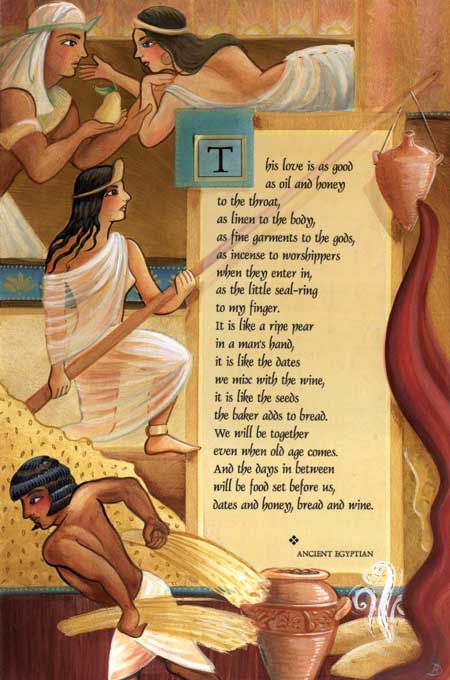 This love is as good
as oil and honey
to the throat,
as linen to the body,
as fine garments to the gods,
as incense to worshippers
when they enter in,
as the little seal-ring
to my finger.
It is like a ripe pear
in a man's hand,
it is like the dates
we mix with the wine,
it is like the seeds
the baker adds to bread.
We will be together
even when old age comes.
And the days in between
will be food set before us,
dates and honey, bread and wine.
ANCIENT EGYPTIAN